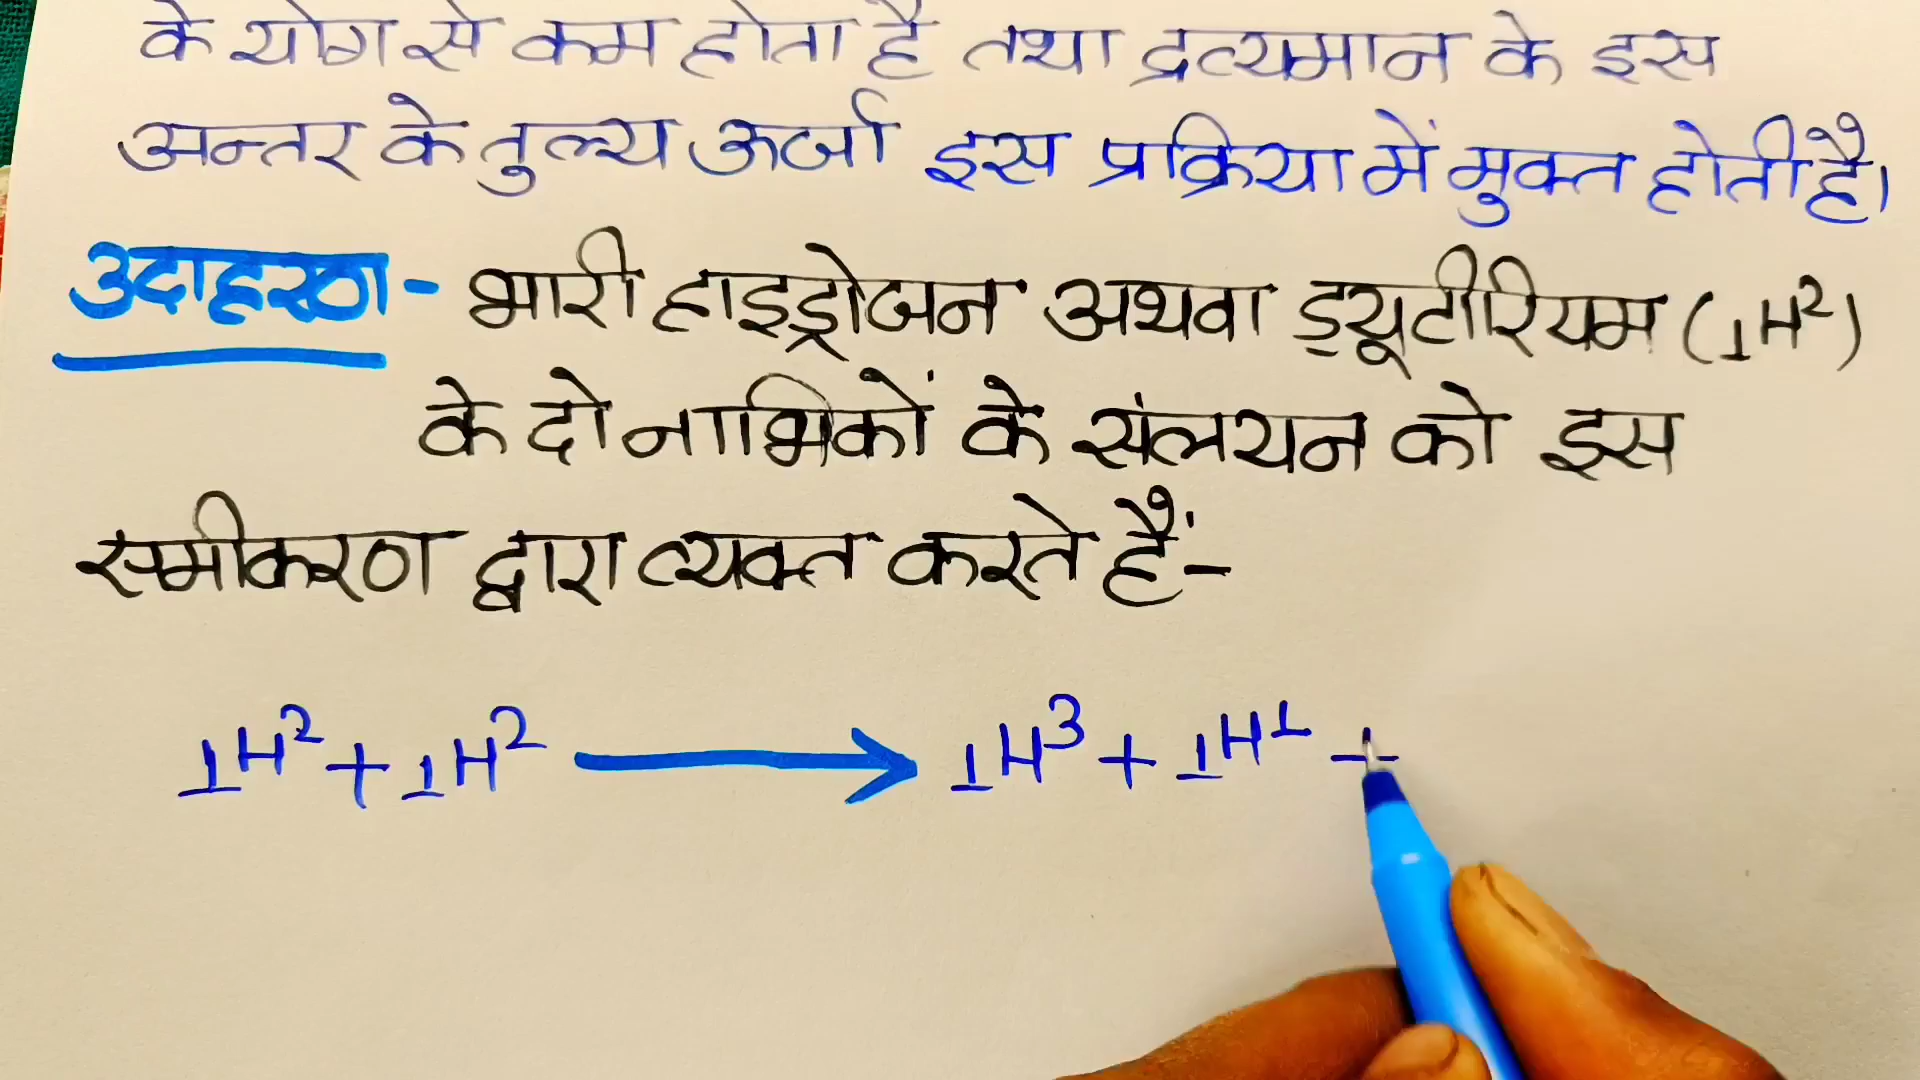 के योग से कम होता है तथा द्रव्यमान के इस
अन्तर के तुल्य ऊर्जा इस प्रक्रिया में मुक्त होती है।
उदाहरण - भारी हाइड्रोजन अथवा ड्यूटीरियम (₁H²)
के दो नाभिकों के संलयन को इस
समीकरण द्वारा व्यक्त करते हैं-
₁H² + ₁H² → ₁H³ + ₁H¹ +